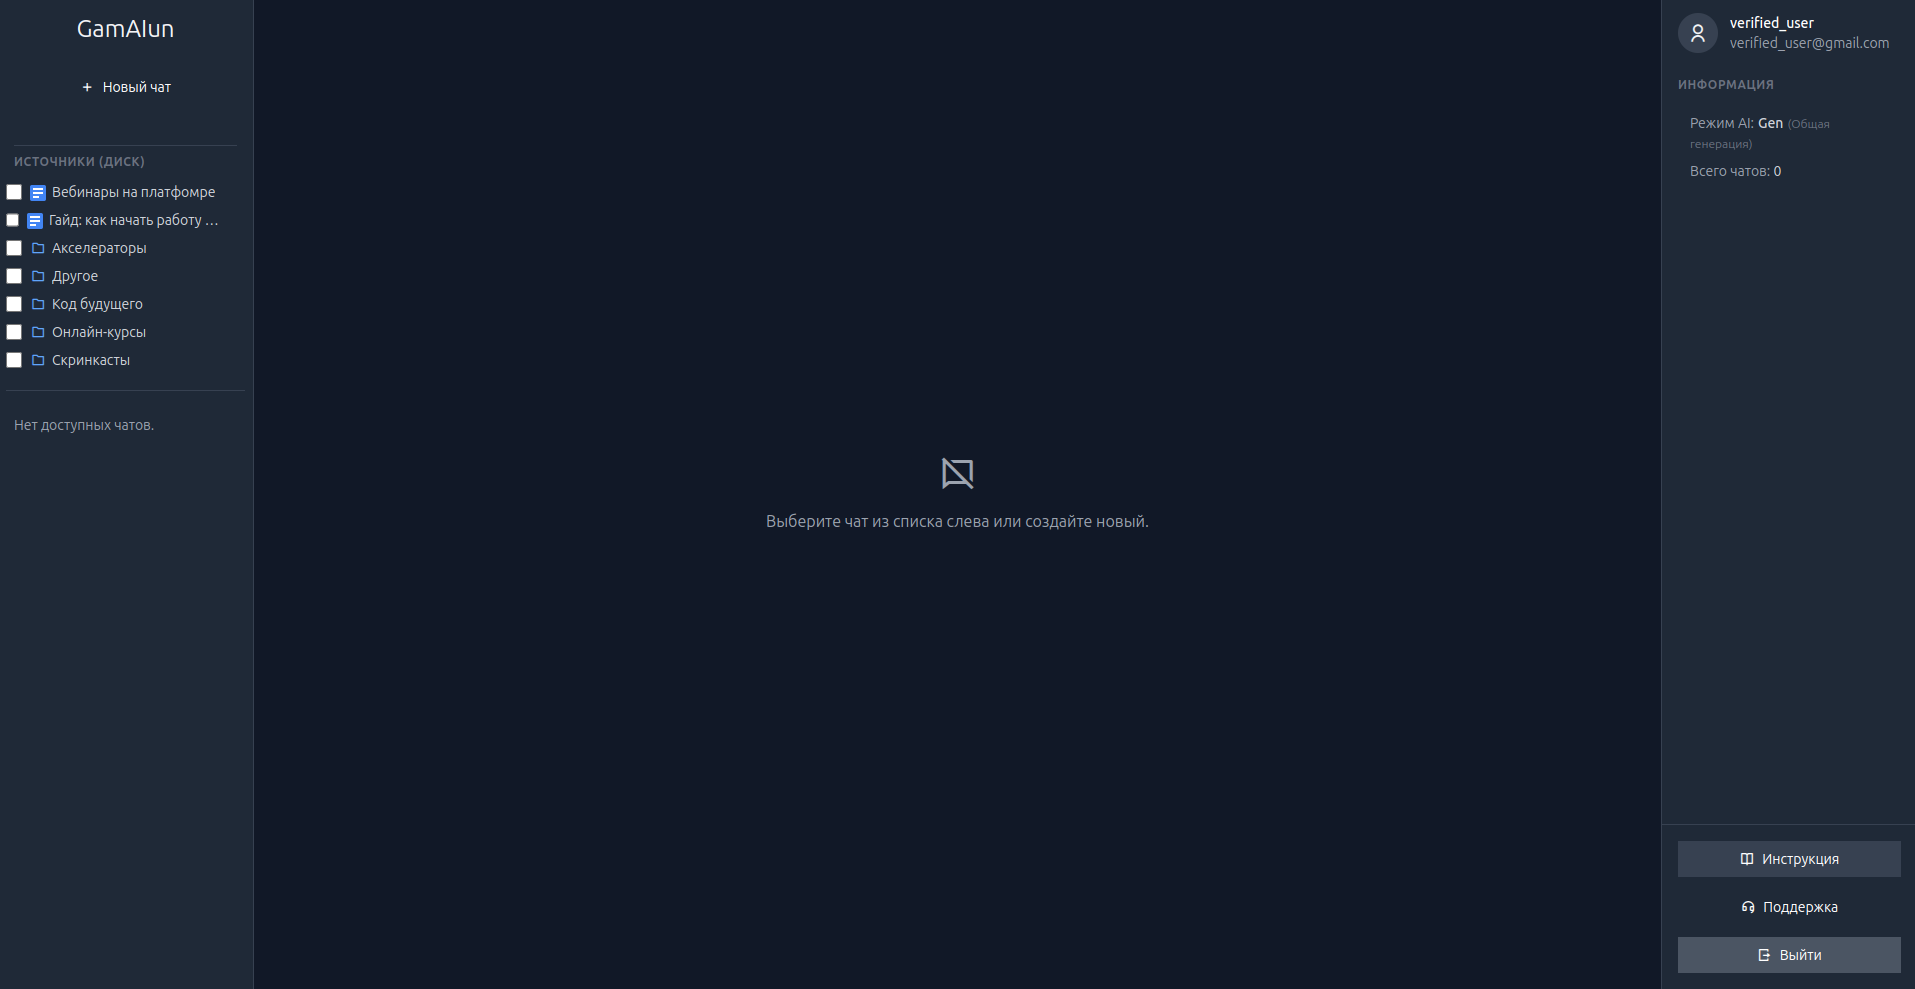 GamAIun
+ Новый чат
ИСТОЧНИКИ (ДИСК)
Вебинары на платфомре
Гайд: как начать работу ...
Акселераторы
Другое
Код будущего
Онлайн-курсы
Скринкасты
Нет доступных чатов.
Выберите чат из списка слева или создайте новый.
verified_user
verified_user@gmail.com
ИНФОРМАЦИЯ
Режим AI: Gen (Общая
генерация)
Всего чатов: 0
Инструкция
Поддержка
Выйти